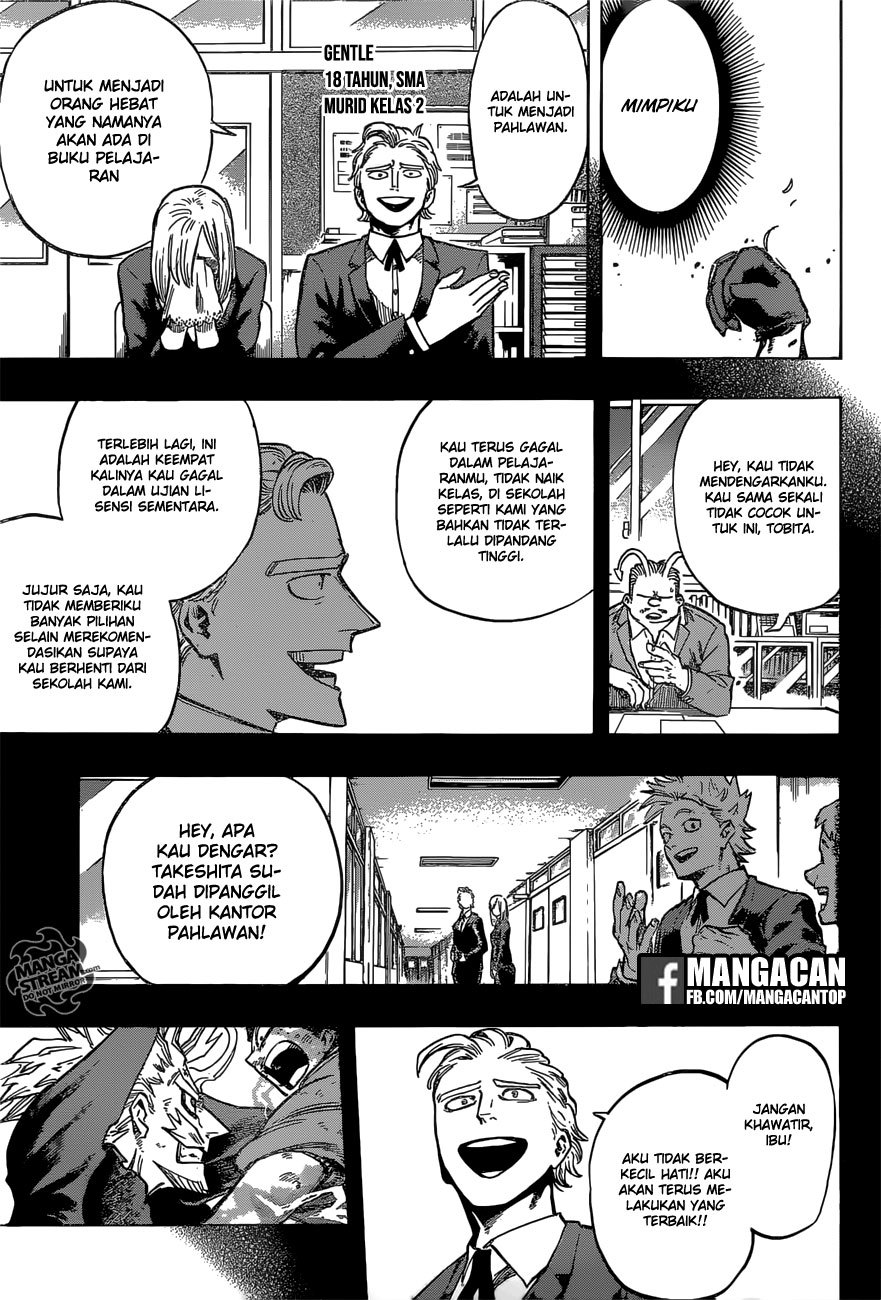 MIMPIKU
ADALAH UN-
TUK MENJADI
PAHLAWAN.
GENTLE
18 TAHUN, SMA
MURID KELAS 2
UNTUK MENJADI
ORANG HEBAT
YANG NAMANYA
AKAN ADA DI
BUKU PELAJA-
RAN
HEY, KAU TIDAK
MENDENGARKANKU.
KAU SAMA SEKALI
TIDAK COCOK UN-
TUK INI, TOBITA.
KAU TERUS GAGAL
DALAM PELAJA-
RANMU, TIDAK NAIK
KELAS, DI SEKOLAH
SEPERTI KAMI YANG
BAHKAN TIDAK TER-
LALU DIPANDANG
TINGGI.
TERLEBIH LAGI, INI
ADALAH KEEMPAT
KALINYA KAU GAGAL
DALAM UJIAN LI-
SENSI SEMENTARA.
JUJUR SAJA, KAU
TIDAK MEMBERIKU
BANYAK PILIHAN
SELAIN MEREKOMEN-
DASIKAN SUPAYA
KAU BERHENTI DARI
SEKOLAH KAMI.
HEY, APA
KAU DENGAR?
TAKESHITA SU-
DAH DIPANGGIL
OLEH KANTOR
PAHLAWAN!
MANGA
STREAM.com
DO NOT MIRROR!
f MANGACAN
FB.COM/MANGACANTOP
JANGAN
KHAWATIR,
IBU!
AKU TIDAK BER-
KECIL HATI!! AKU
AKAN TERUS ME-
LAKUKAN YANG
TERBAIK!!